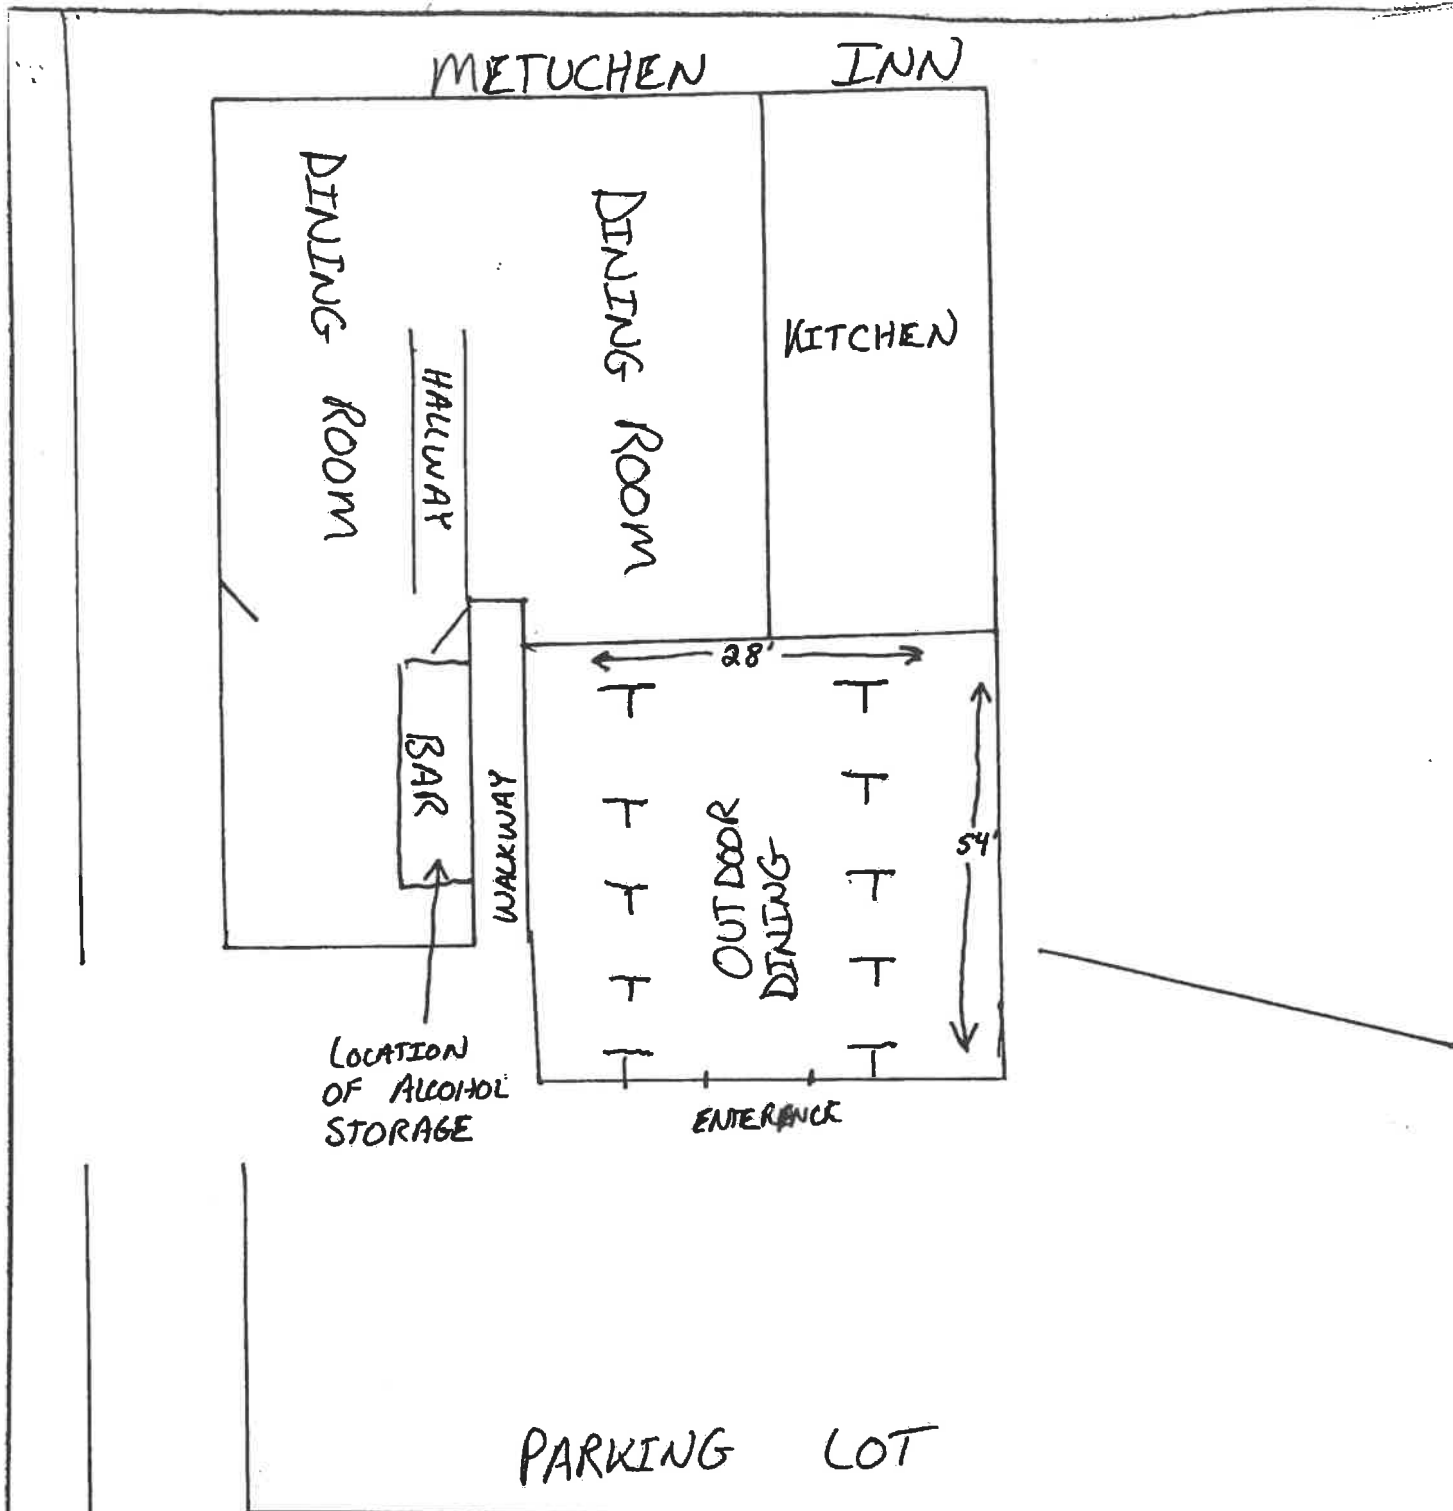 METUCHEN INN
DINING ROOM
DINING ROOM
KITCHEN
HALLWAY
28'
T T
T T
T T
T T
T T
BAR
WALKWAY
OUTDOOR
DINING
54'
LOCATION
OF ALCOHOL
STORAGE
ENTERENCE
PARKING LOT